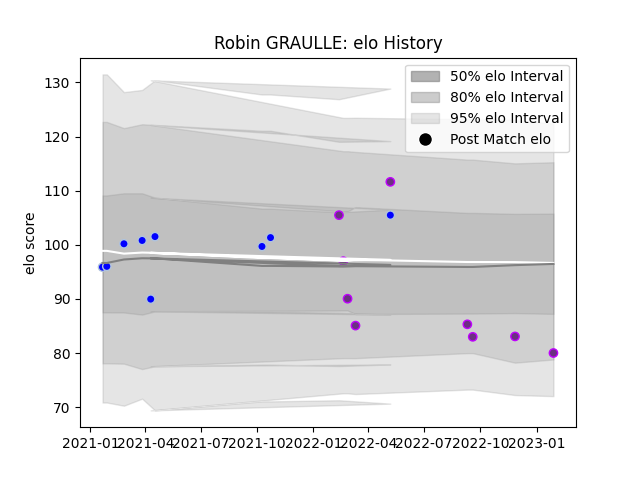 Robin GRAULLE: elo History
50% elo Interval
80% elo Interval
95% elo Interval
Post Match elo
elo score
130
120
110
100
90
80
70
2021-01 2021-04 2021-07 2021-10 2022-01 2022-04 2022-07 2022-10 2023-01